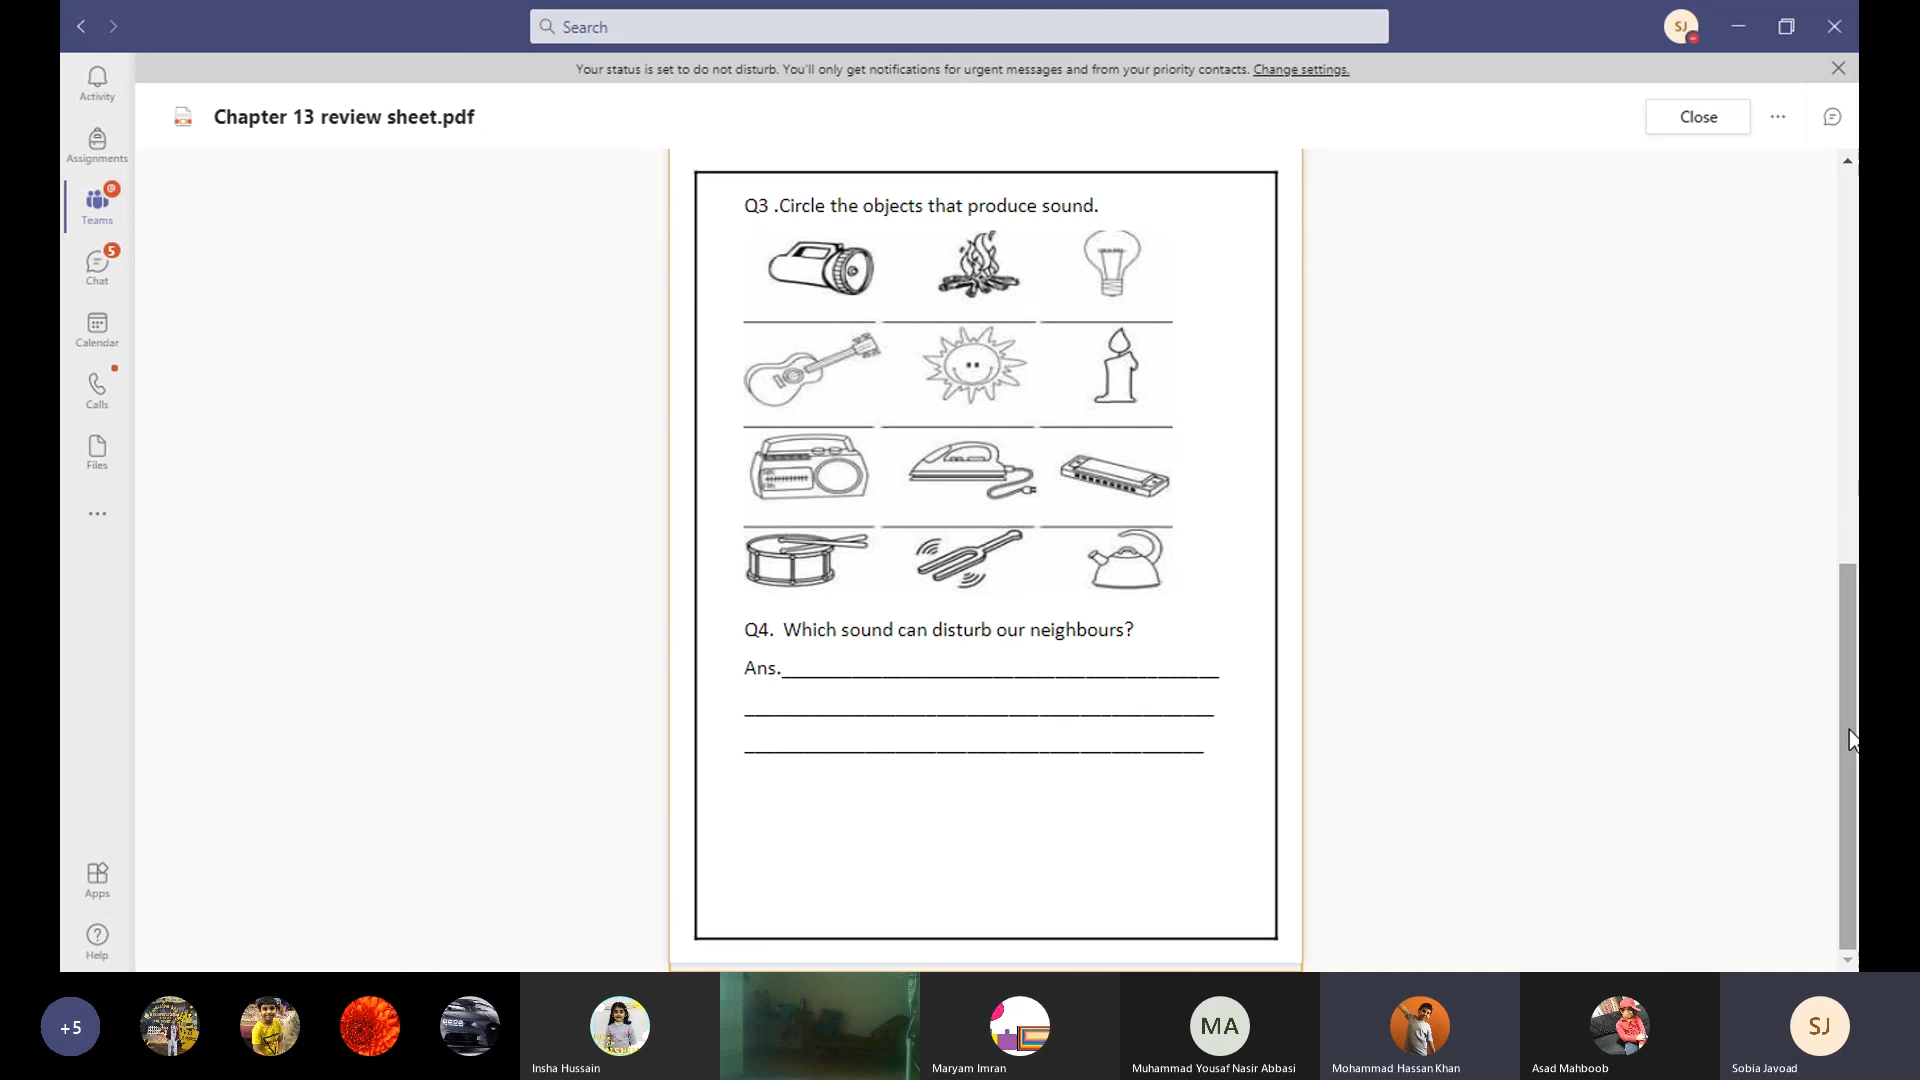 Search
SJ
Your status is set to do not disturb. You'll only get notifications for urgent messages and from your priority contacts. Change settings.
Activity
Chapter 13 review sheet.pdf
Close
Assignments
Teams
5
Chat
Calendar
Calls
Files
Apps
Help
Q3 .Circle the objects that produce sound.
Q4. Which sound can disturb our neighbours?
Ans.
+5
Insha Hussain
Maryam Imran
MA
Muhammad Yousaf Nasir Abbasi
Mohammad Hassan Khan
Asad Mahboob
SJ
Sobia Javoad